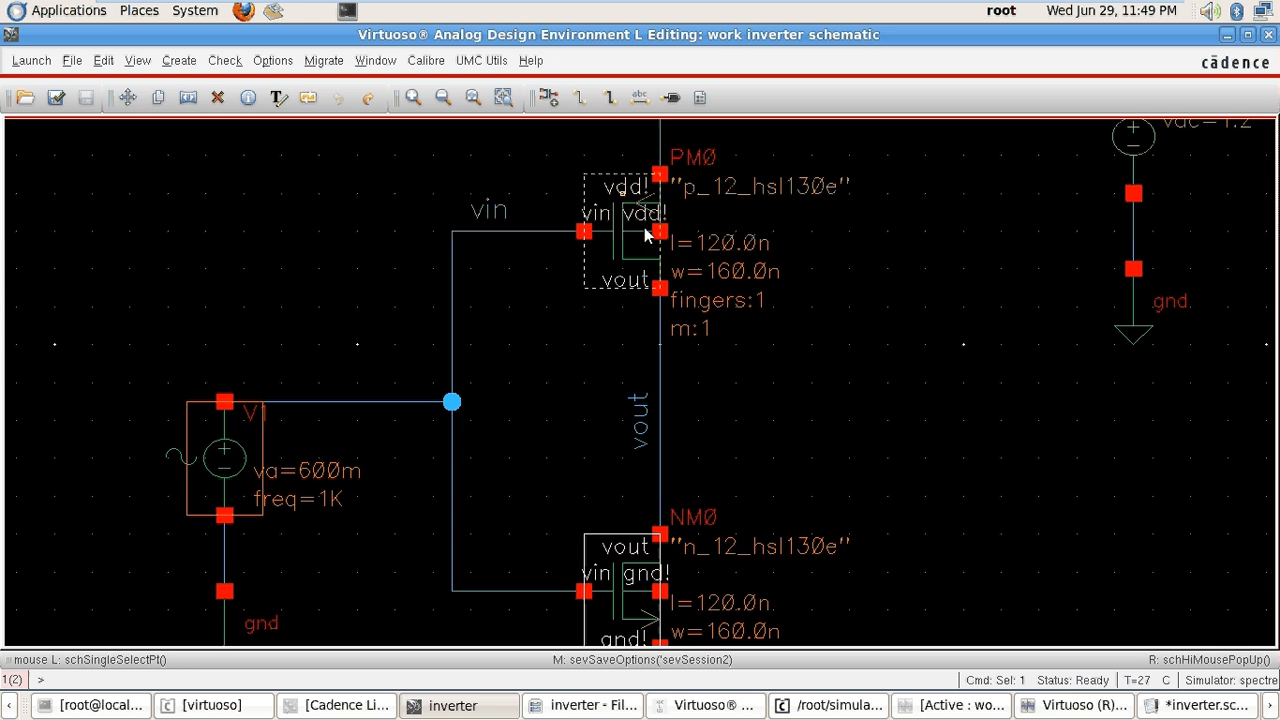 Applications Places System root Wed Jun 29, 11:49 PM
Virtuoso® Analog Design Environment L Editing: work inverter schematic
Launch File Edit View Create Check Options Migrate Window Calibre UMC Utils Help cādence
abc
vdc=1.2
PM0
vdd! "p_12_hsl130e"
vin
vin vdd!
l=120.0n
w=160.0n
vout
fingers:1
gnd
m:1
vout
V1
va=600m
freq=1K
NM0
vout "n_12_hsl130e"
vin gnd!
l=120.0n
gnd
w=160.0n
gnd!
mouse L: schSingleSelectPt() M: sevSaveOptions('sevSession2) R: schHiMousePopUp()
1(2) > Cmd: Sel: 1 Status: Ready T=27 C Simulator: spectre
[root@local... [virtuoso] [Cadence Li... inverter inverter - Fil... Virtuoso® ... /root/simula... [Active : wo... Virtuoso (R)... *inverter.sc...